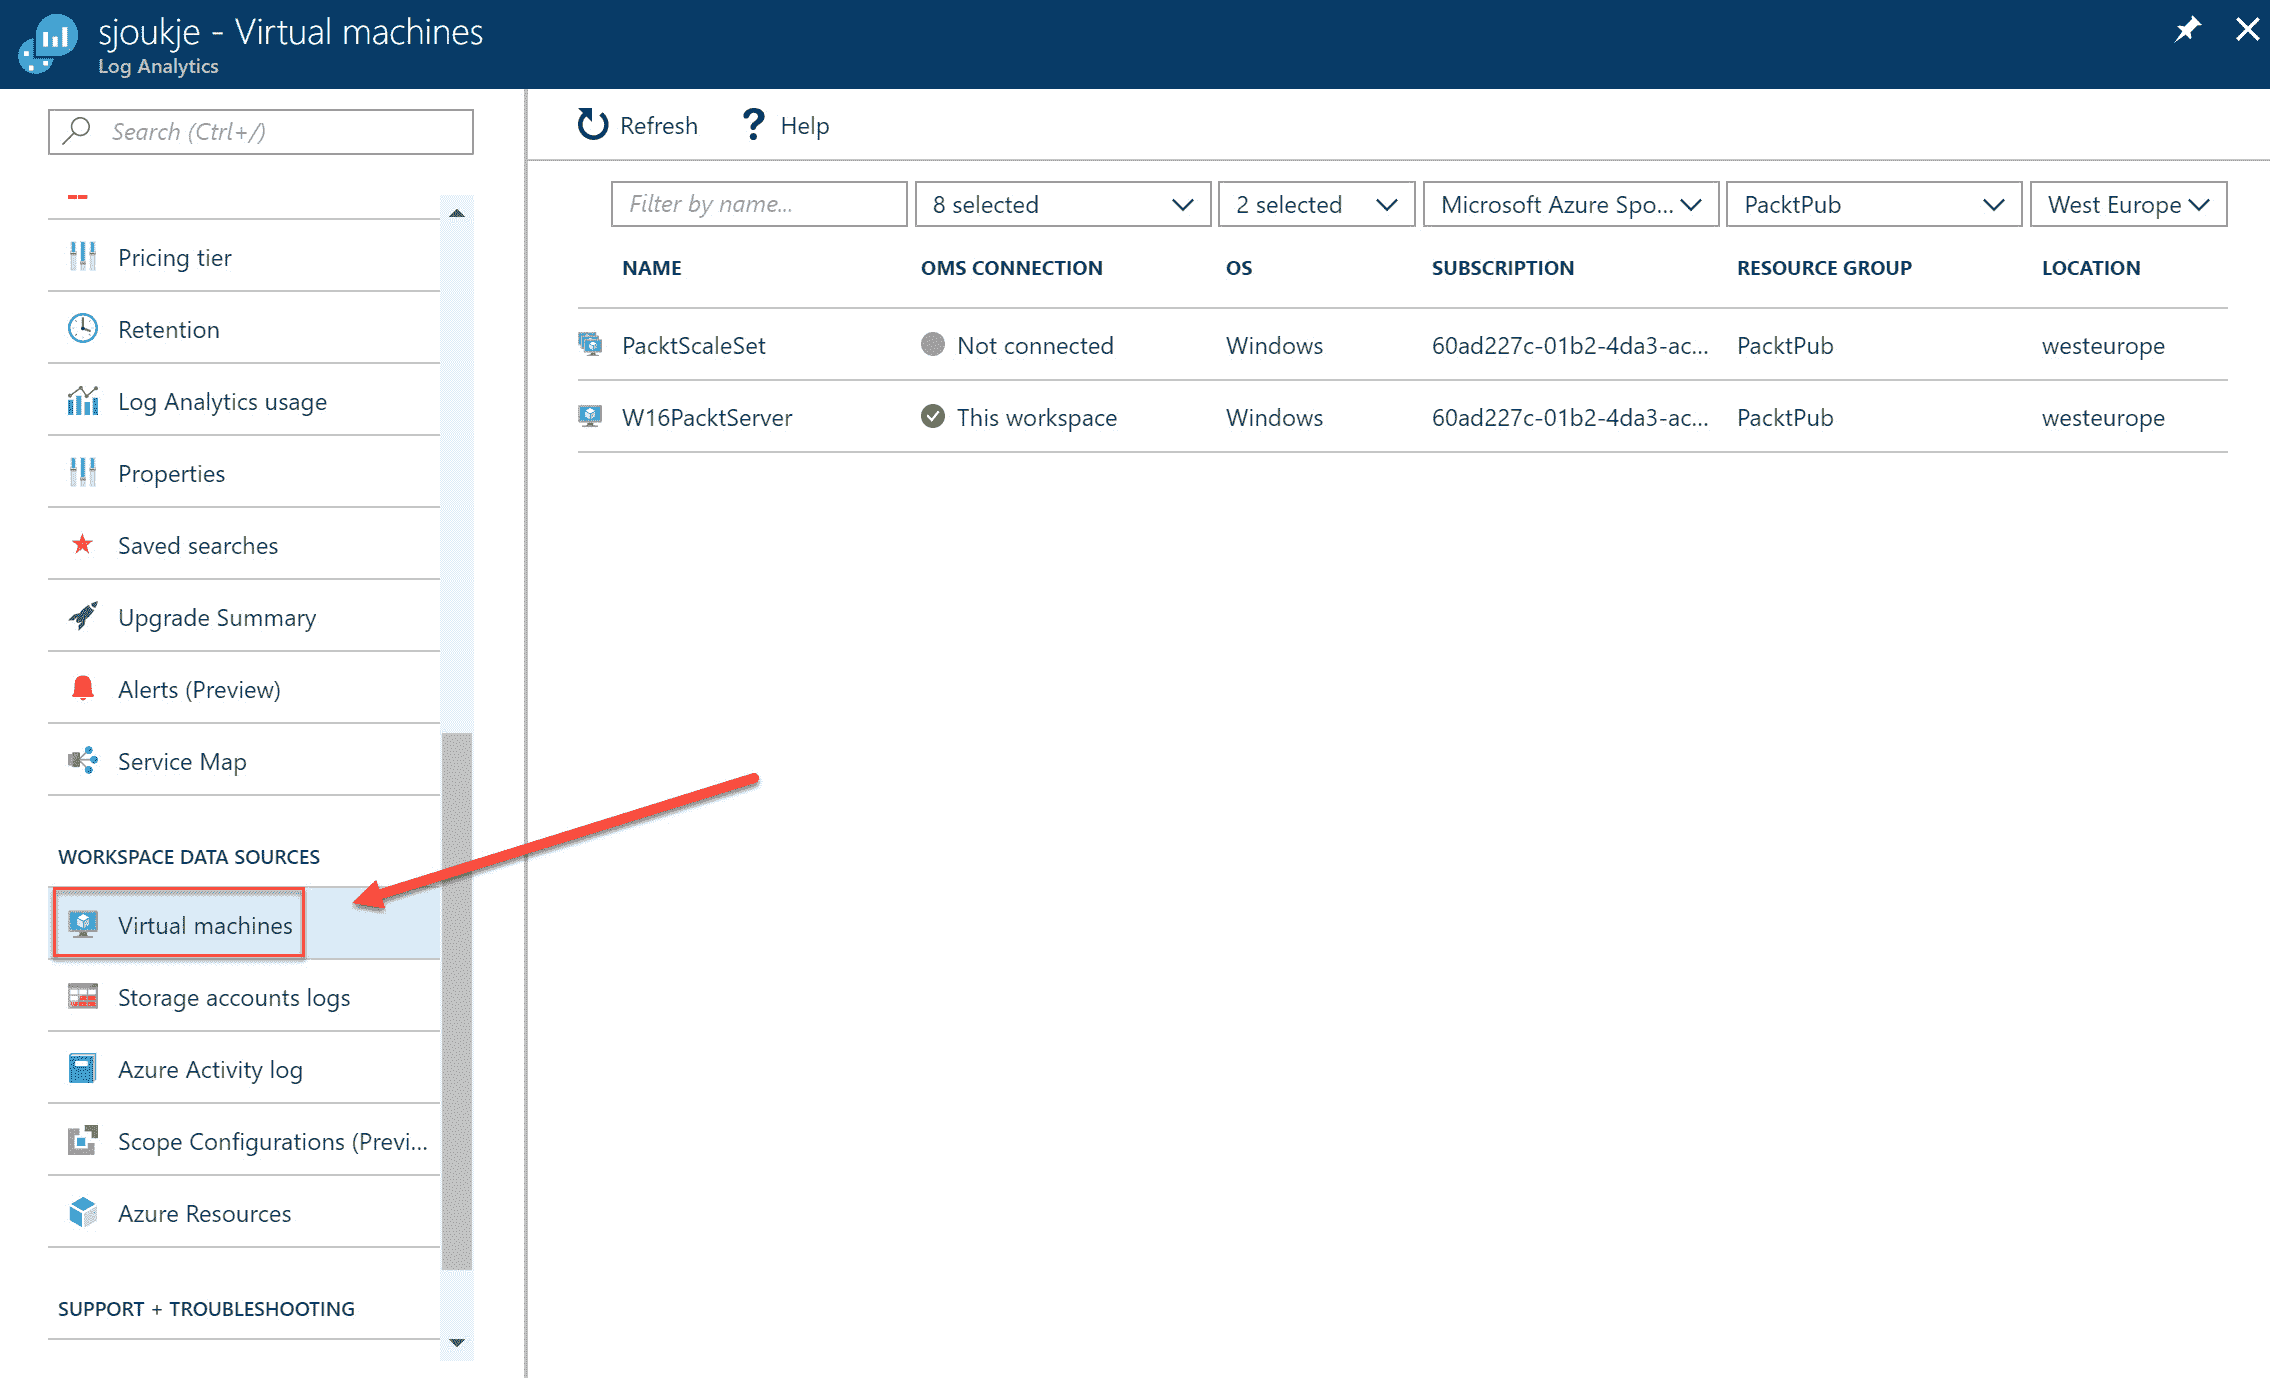 sjoukje - Virtual machines
Log Analytics
Search (Ctrl+/)
Pricing tier
Retention
Log Analytics usage
Properties
Saved searches
Upgrade Summary
Alerts (Preview)
Service Map
WORKSPACE DATA SOURCES
Virtual machines
Storage accounts logs
Azure Activity log
Scope Configurations (Previ...
Azure Resources
SUPPORT + TROUBLESHOOTING
Refresh ? Help
Filter by name... 8 selected 2 selected Microsoft Azure Spo... PacktPub West Europe
NAME OMS CONNECTION OS SUBSCRIPTION RESOURCE GROUP LOCATION
PacktScaleSet Not connected Windows 60ad227c-01b2-4da3-ac... PacktPub westeurope
W16PacktServer This workspace Windows 60ad227c-01b2-4da3-ac... PacktPub westeurope